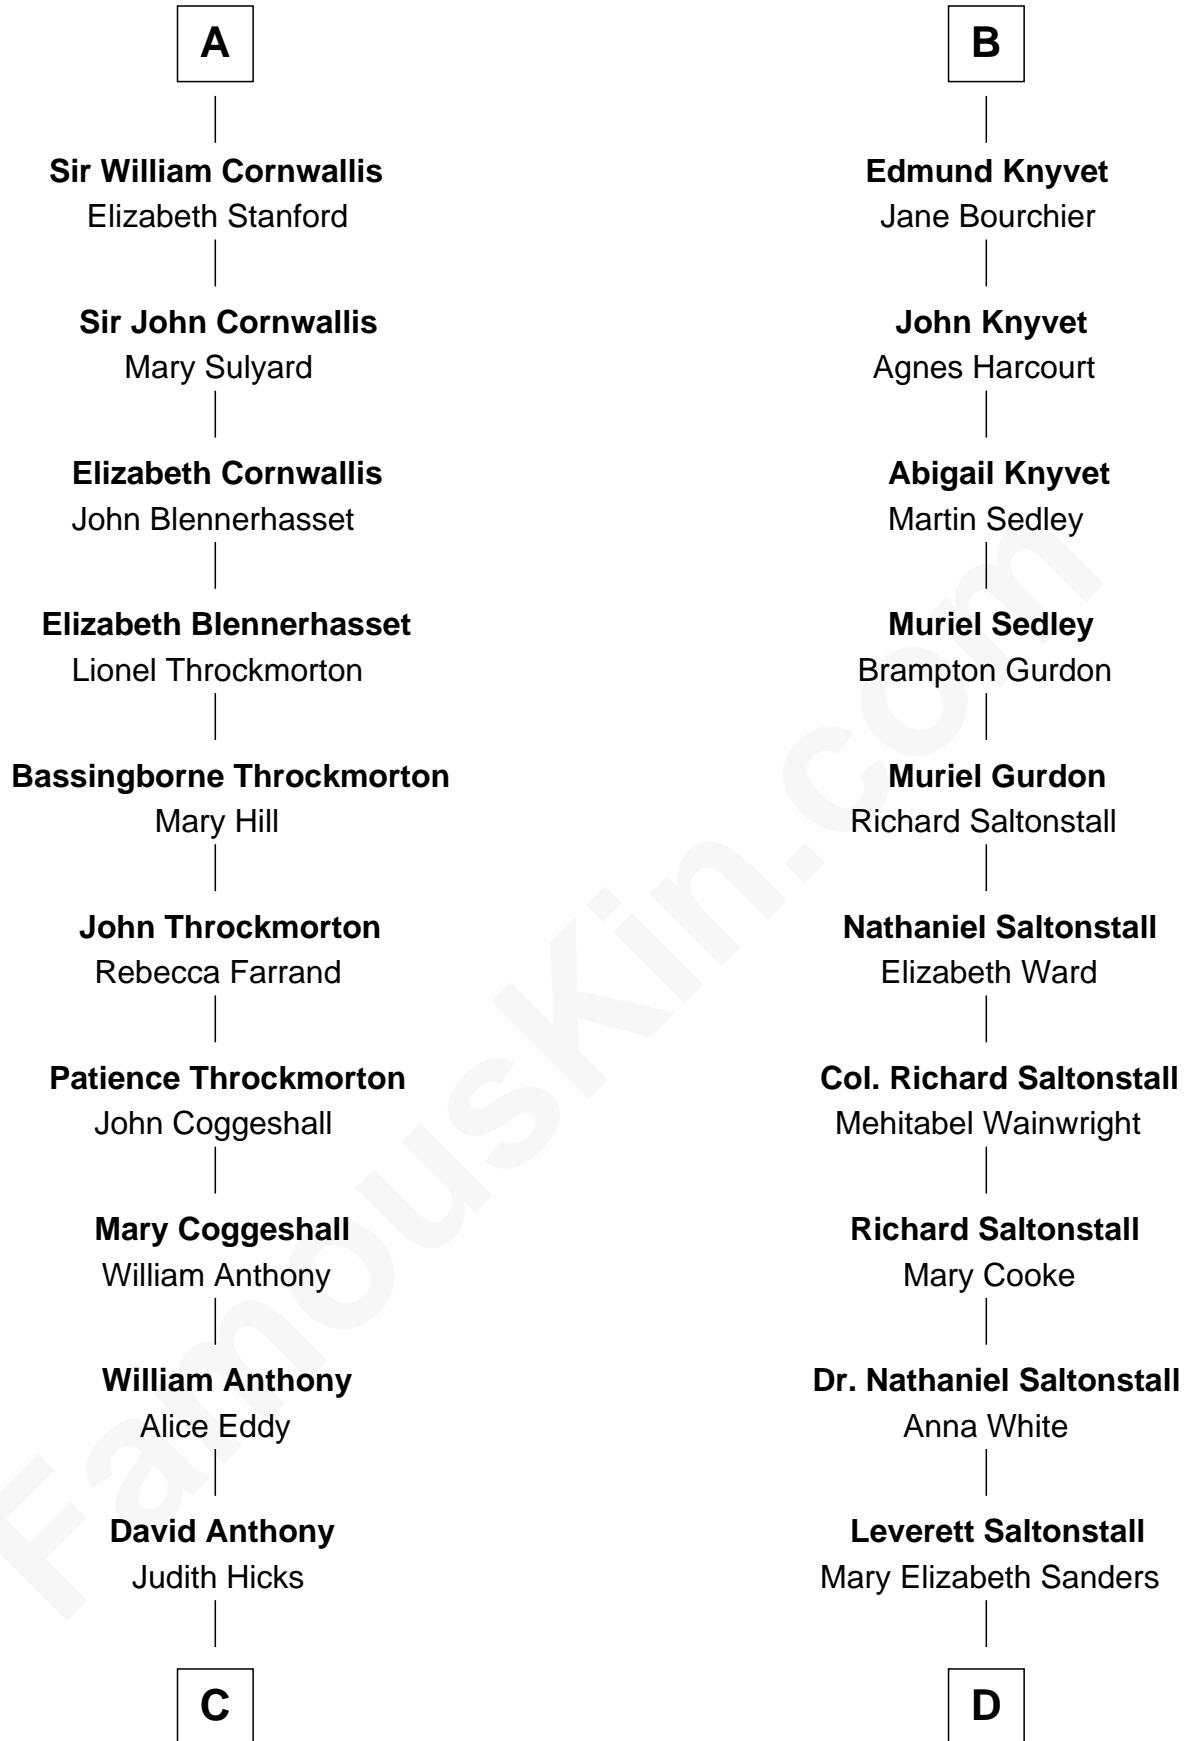 A
Sir William Cornwallis
Elizabeth Stanford
Sir John Cornwallis
Mary Sulyard
Elizabeth Cornwallis
John Blennerhasset
Elizabeth Blennerhasset
Lionel Throckmorton
Bassingborne Throckmorton
Mary Hill
John Throckmorton
Rebecca Farrand
Patience Throckmorton
John Coggeshall
Mary Coggeshall
William Anthony
William Anthony
Alice Eddy
David Anthony
Judith Hicks
C
B
Edmund Knyvet
Jane Bourchier
John Knyvet
Agnes Harcourt
Abigail Knyvet
Martin Sedley
Muriel Sedley
Brampton Gurdon
Muriel Gurdon
Richard Saltonstall
Nathaniel Saltonstall
Elizabeth Ward
Col. Richard Saltonstall
Mehitabel Wainwright
Richard Saltonstall
Mary Cooke
Dr. Nathaniel Saltonstall
Anna White
Leverett Saltonstall
Mary Elizabeth Sanders
D
FamousKin.com